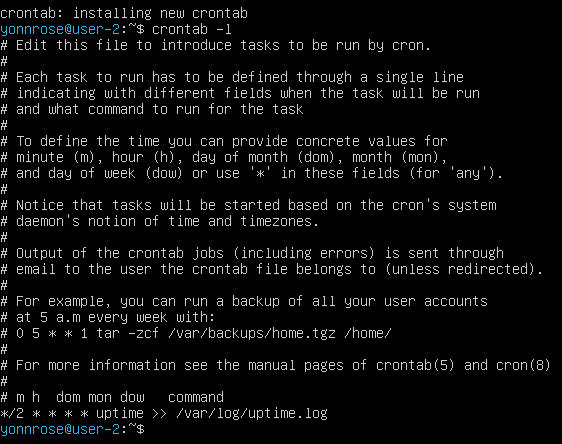 crontab: installing new crontab
yonnrose@user-2:~$ crontab -l
# Edit this file to introduce tasks to be run by cron.
#
# Each task to run has to be defined through a single line
# indicating with different fields when the task will be run
# and what command to run for the task
#
# To define the time you can provide concrete values for
# minute (m), hour (h), day of month (dom), month (mon),
# and day of week (dow) or use '*' in these fields (for 'any').
#
# Notice that tasks will be started based on the cron's system
# daemon's notion of time and timezones.
#
# Output of the crontab jobs (including errors) is sent through
# email to the user the crontab file belongs to (unless redirected).
#
# For example, you can run a backup of all your user accounts
# at 5 a.m every week with:
# 0 5 * * 1 tar -zcf /var/backups/home.tgz /home/
#
# For more information see the manual pages of crontab(5) and cron(8)
#
# m h  dom mon dow   command
*/2 * * * * uptime >> /var/log/uptime.log
yonnrose@user-2:~$